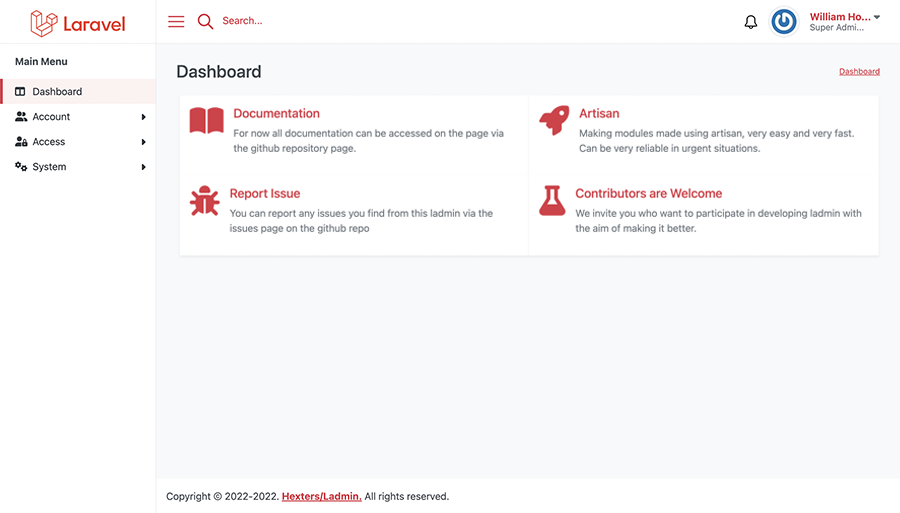 Laravel
Search...
William Ho...
Super Admi...
Main Menu
Dashboard
Account
Access
System
Dashboard
Dashboard
Documentation
For now all documentation can be accessed on the page via
the github repository page.
Artisan
Making modules made using artisan, very easy and very fast.
Can be very reliable in urgent situations.
Report Issue
You can report any issues you find from this ladmin via the
issues page on the github repo
Contributors are Welcome
We invite you who want to participate in developing ladmin with
the aim of making it better.
Copyright © 2022-2022. Hexters/Ladmin. All rights reserved.